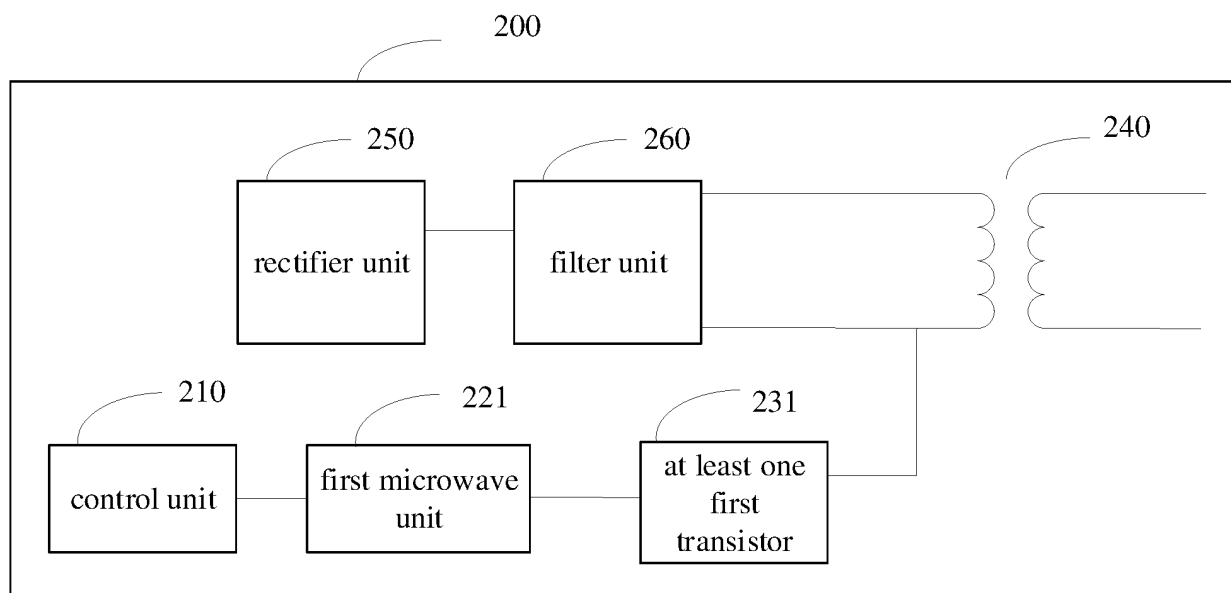 200
250
260
240
rectifier unit
filter unit
210
221
231
control unit
first microwave
unit
at least one
first
transistor